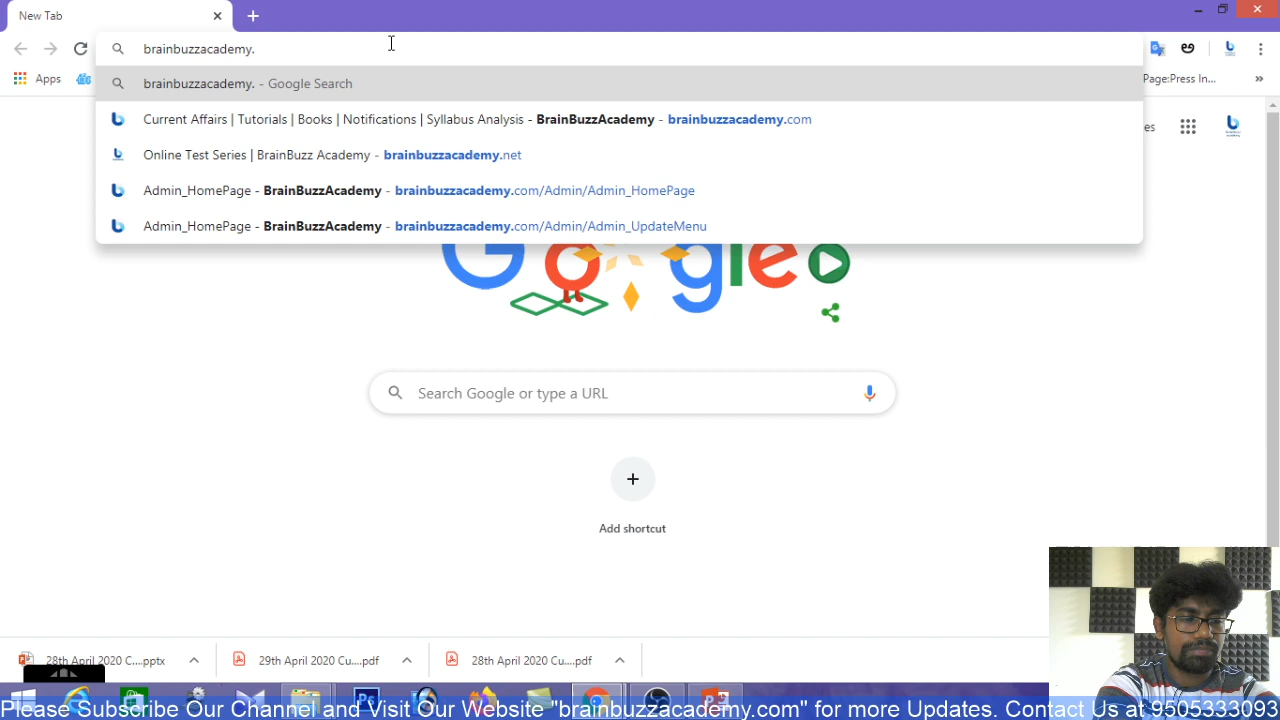 New Tab
brainbuzzacademy.
Apps
brainbuzzacademy. - Google Search
Page:Press In...
»
Current Affairs | Tutorials | Books | Notifications | Syllabus Analysis - BrainBuzzAcademy - brainbuzzacademy.com
es
Online Test Series | BrainBuzz Academy - brainbuzzacademy.net
Admin_HomePage - BrainBuzzAcademy - brainbuzzacademy.com/Admin/Admin_HomePage
Admin_HomePage - BrainBuzzAcademy - brainbuzzacademy.com/Admin/Admin_UpdateMenu
Google
Search Google or type a URL
Add shortcut
28th April 2020 C....pptx
29th April 2020 Cu....pdf
28th April 2020 Cu....pdf
Please Subscribe Our Channel and Visit Our Website "brainbuzzacademy.com" for more Updates. Contact Us at 9505333093